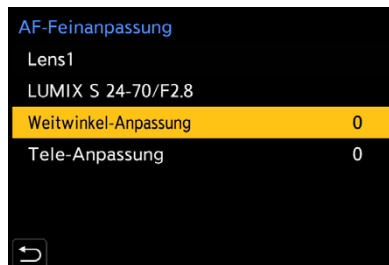 AF-Feinanpassung
Lens1
LUMIX S 24-70/F2.8
Weitwinkel-Anpassung 0
Tele-Anpassung 0